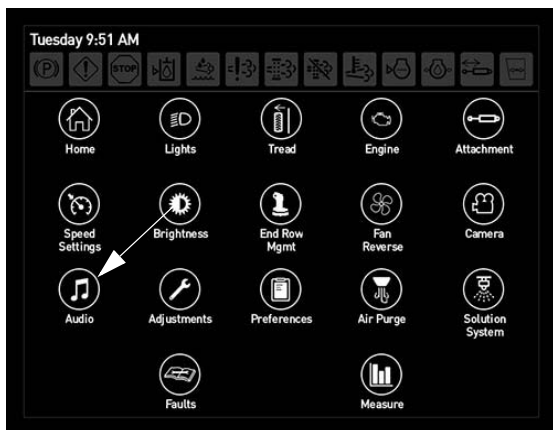 Tuesday 9:51 AM
(P) STOP
Home Lights Tread Engine Attachment
Speed Settings Brightness End Row Mgmt Fan Reverse Camera
Audio Adjustments Preferences Air Purge Solution System
Faults Measure